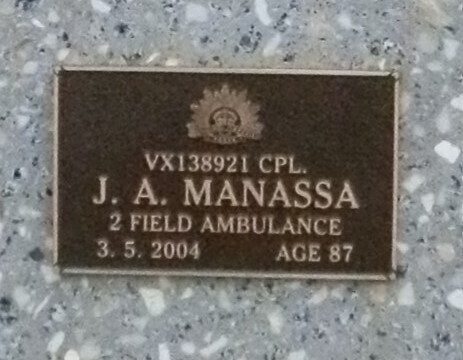 VX138921 CPL.
J. A. MANASSA
2 FIELD AMBULANCE
3. 5. 2004 AGE 87